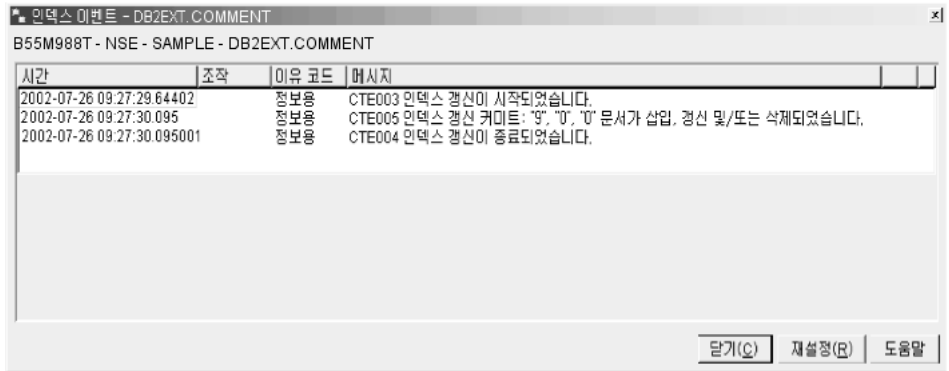 인덱스 이벤트 - DB2EXT.COMMENT
B55M988T - NSE - SAMPLE - DB2EXT.COMMENT
시간 조작 이유 코드 메시지
2002-07-26 09:27:29.64402 정보용 CTE003 인덱스 갱신이 시작되었습니다.
2002-07-26 09:27:30.095 정보용 CTE005 인덱스 갱신 커미트: "9", "0", "0" 문서가 삽입, 갱신 및/또는 삭제되었습니다.
2002-07-26 09:27:30.095001 정보용 CTE004 인덱스 갱신이 종료되었습니다.
닫기(C) 재설정(R) 도움말